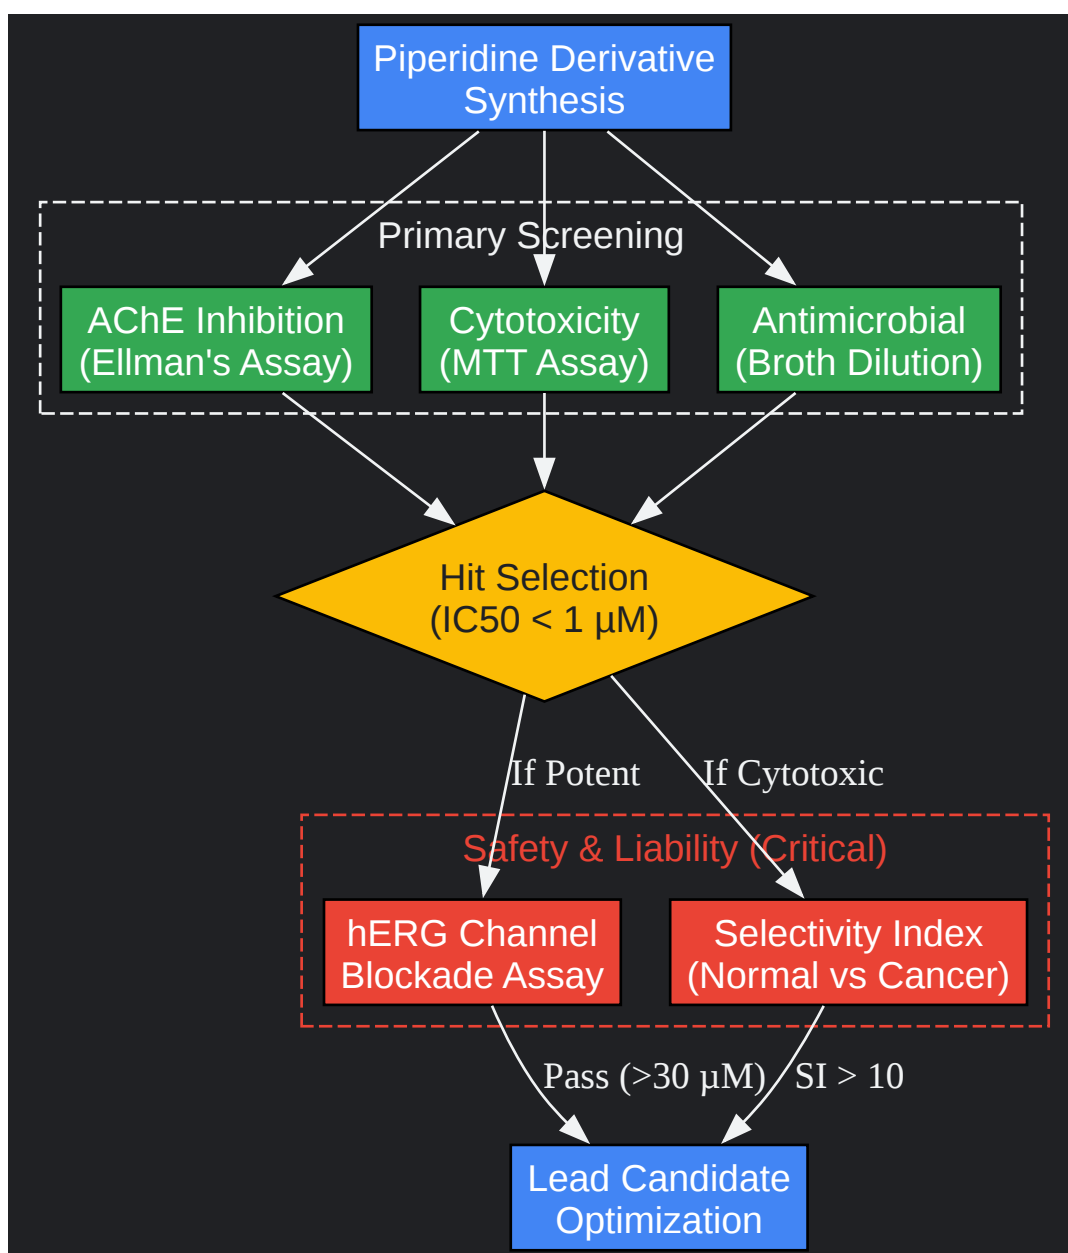 Piperidine Derivative
Synthesis
Primary Screening
AChE Inhibition
(Ellman's Assay)
Cytotoxicity
(MTT Assay)
Antimicrobial
(Broth Dilution)
Hit Selection
(IC50 < 1 µM)
If Potent
If Cytotoxic
Safety & Liability (Critical)
hERG Channel
Blockade Assay
Selectivity Index
(Normal vs Cancer)
Pass (>30 µM)
SI > 10
Lead Candidate
Optimization